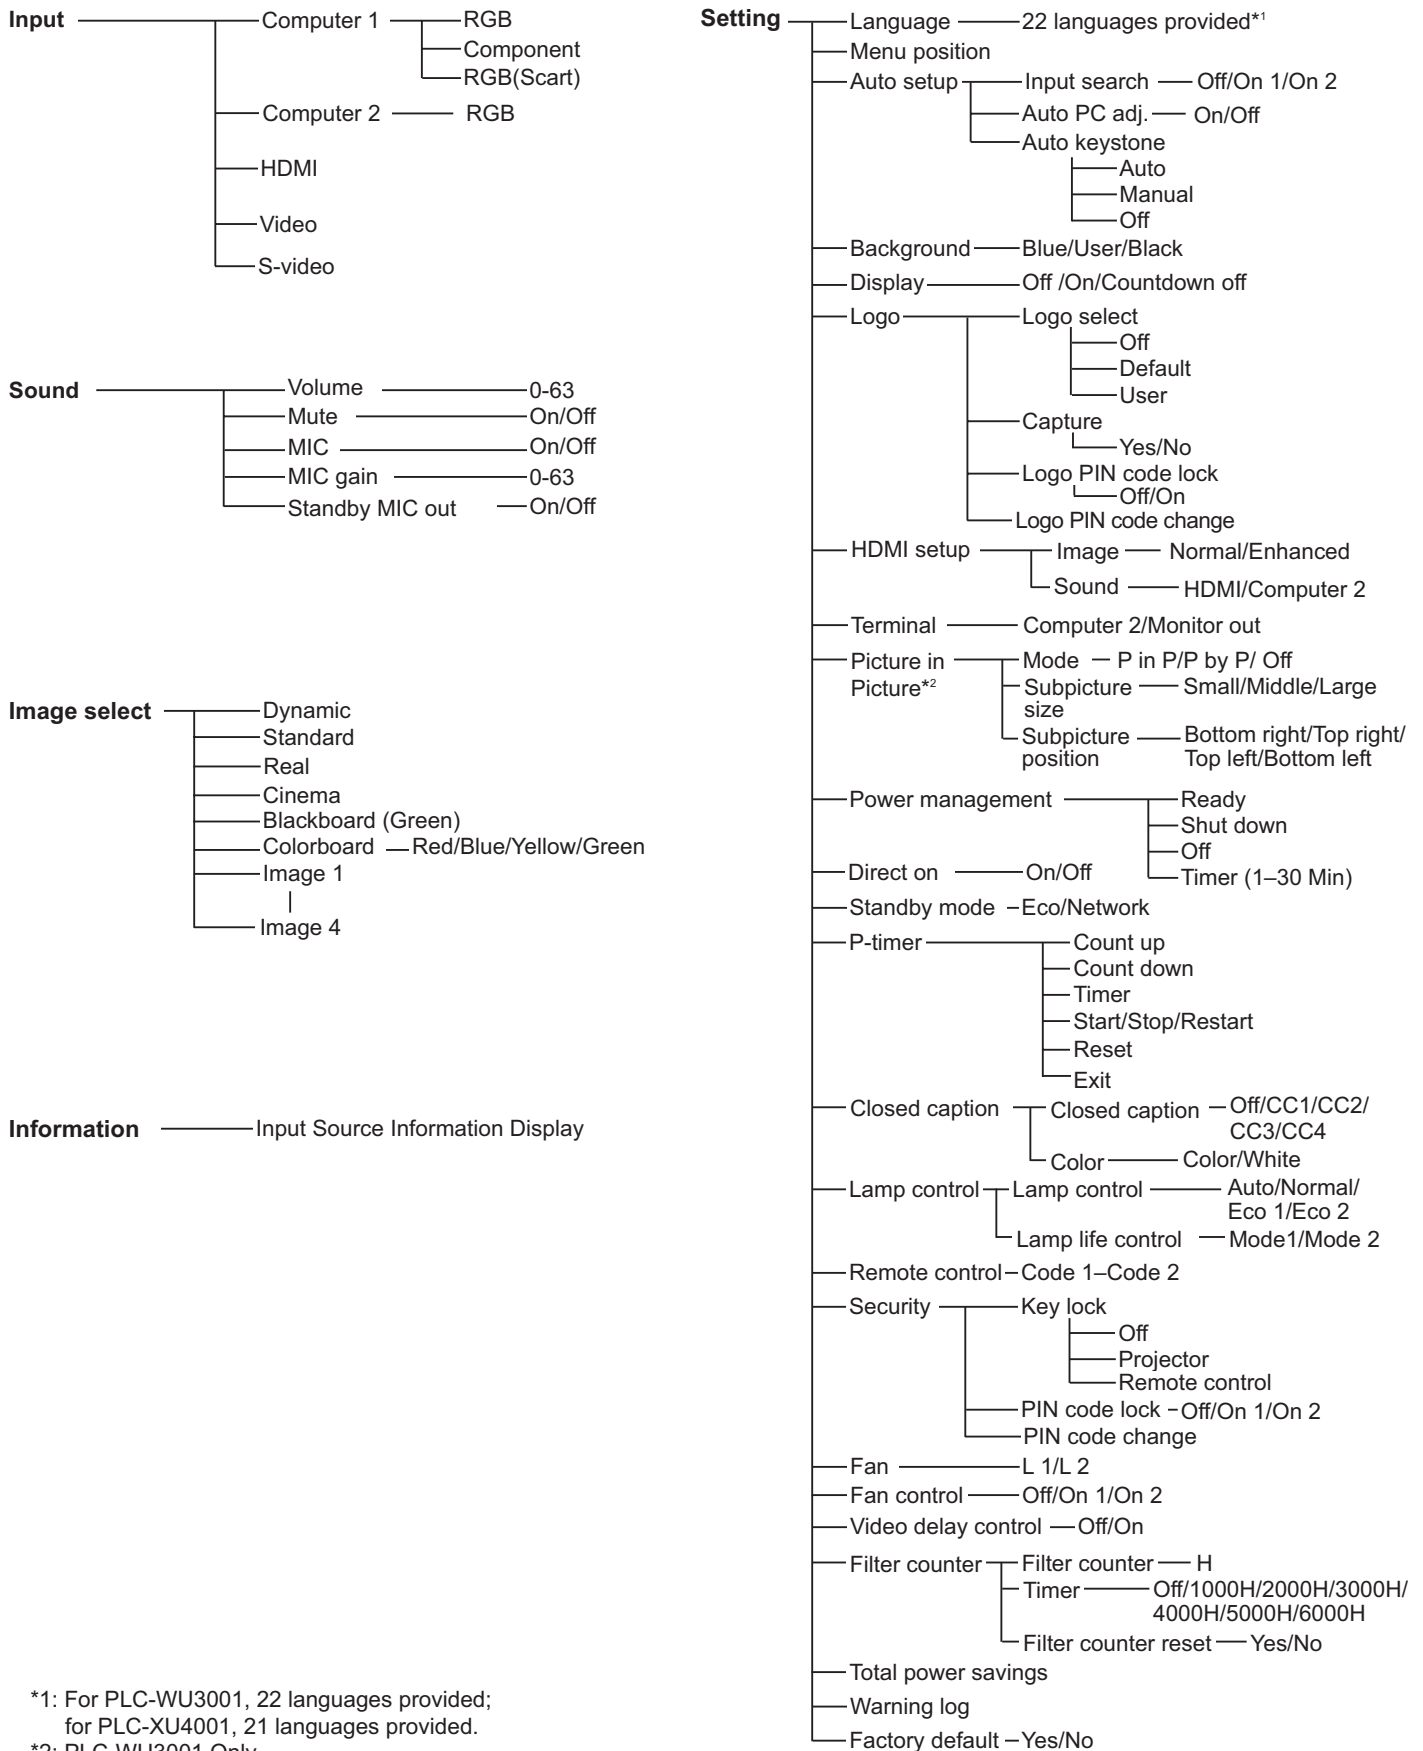 Input
Computer 1
RGB
Component
RGB(Scart)
Computer 2
RGB
HDMI
Video
S-video
Sound
Volume
0-63
Mute
On/Off
MIC
On/Off
MIC gain
0-63
Standby MIC out
On/Off
Image select
Dynamic
Standard
Real
Cinema
Blackboard (Green)
Colorboard
Red/Blue/Yellow/Green
Image 1
Image 4
Information
Input Source Information Display
*1: For PLC-WU3001, 22 languages provided;
for PLC-XU4001, 21 languages provided.
*2: PLC-WU3001 Only
Setting
Language
22 languages provided*1
Menu position
Auto setup
Input search
Off/On 1/On 2
Auto PC adj.
On/Off
Auto keystone
Auto
Manual
Off
Background
Blue/User/Black
Display
Off /On/Countdown off
Logo
Logo select
Off
Default
User
Capture
Yes/No
Logo PIN code lock
Off/On
Logo PIN code change
HDMI setup
Image
Normal/Enhanced
Sound
HDMI/Computer 2
Terminal
Computer 2/Monitor out
Picture in
Picture*2
Mode
P in P/P by P/ Off
Subpicture
size
Small/Middle/Large
Subpicture
position
Bottom right/Top right/
Top left/Bottom left
Power management
Ready
Shut down
Off
Timer (1–30 Min)
Direct on
On/Off
Standby mode
Eco/Network
P-timer
Count up
Count down
Timer
Start/Stop/Restart
Reset
Exit
Closed caption
Closed caption
Off/CC1/CC2/
CC3/CC4
Color
Color/White
Lamp control
Lamp control
Auto/Normal/
Eco 1/Eco 2
Lamp life control
Mode1/Mode 2
Remote control
Code 1–Code 2
Security
Key lock
Off
Projector
Remote control
PIN code lock
Off/On 1/On 2
PIN code change
Fan
L 1/L 2
Fan control
Off/On 1/On 2
Video delay control
Off/On
Filter counter
Filter counter
H
Timer
Off/1000H/2000H/3000H/
4000H/5000H/6000H
Filter counter reset
Yes/No
Total power savings
Warning log
Factory default
Yes/No